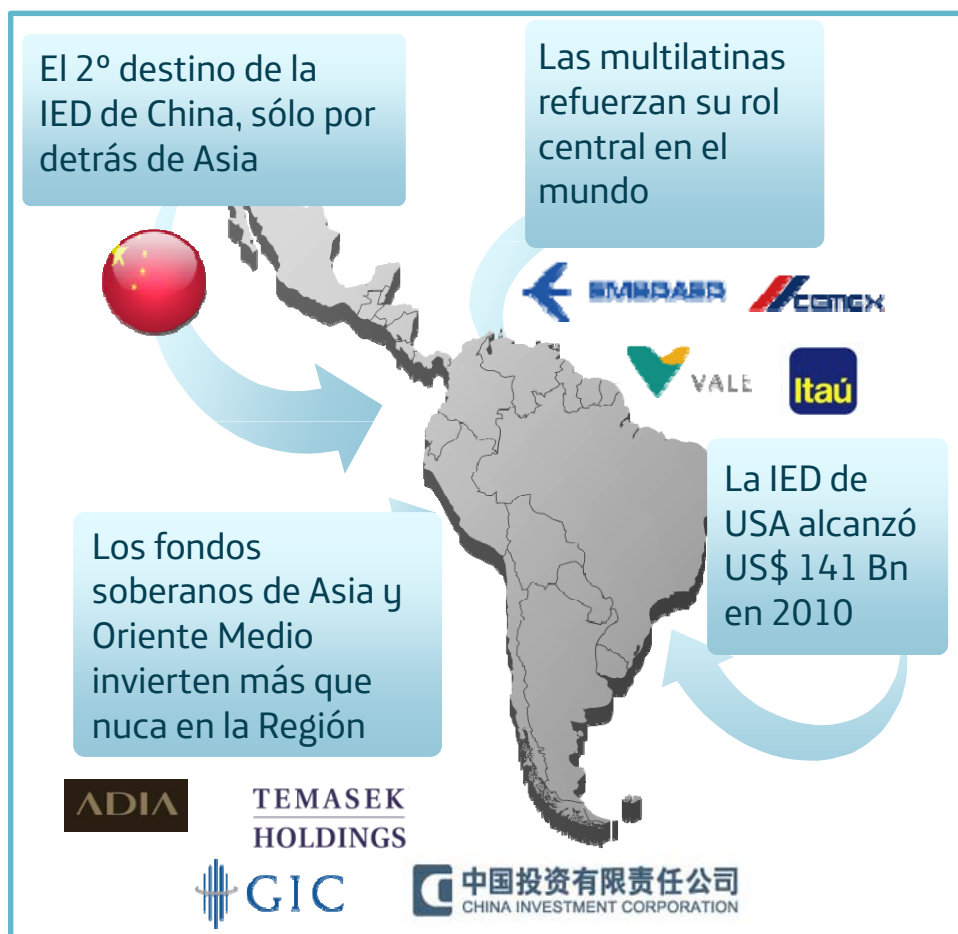 El 2º destino de la
IED de China, sólo por
detrás de Asia
Las multilatinas
refuerzan su rol
central en el
mundo
EMBRAER
CEMEX
VALE
Itaú
La IED de
USA alcanzó
US$ 141 Bn
en 2010
Los fondos
soberanos de Asia y
Oriente Medio
invierten más que
nuca en la Región
ADIA
TEMASEK
HOLDINGS
GIC
中国投资有限责任公司
CHINA INVESTMENT CORPORATION